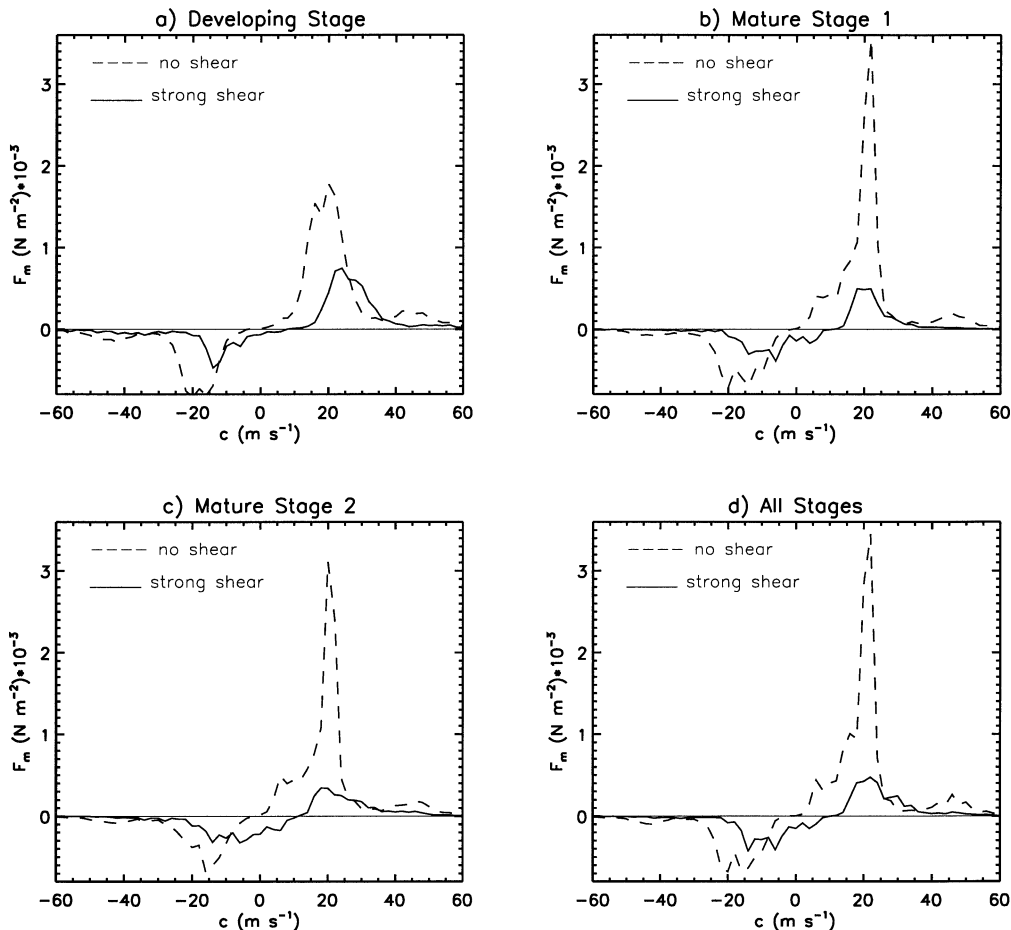 a) Developing Stage
no shear
strong shear
3
2
1
0
F_m (N m⁻²)*10⁻³
−60 −40 −20 0 20 40 60
c (m s⁻¹)
b) Mature Stage 1
no shear
strong shear
3
2
1
0
F_m (N m⁻²)*10⁻³
−60 −40 −20 0 20 40 60
c (m s⁻¹)
c) Mature Stage 2
no shear
strong shear
3
2
1
0
F_m (N m⁻²)*10⁻³
−60 −40 −20 0 20 40 60
c (m s⁻¹)
d) All Stages
no shear
strong shear
3
2
1
0
F_m (N m⁻²)*10⁻³
−60 −40 −20 0 20 40 60
c (m s⁻¹)